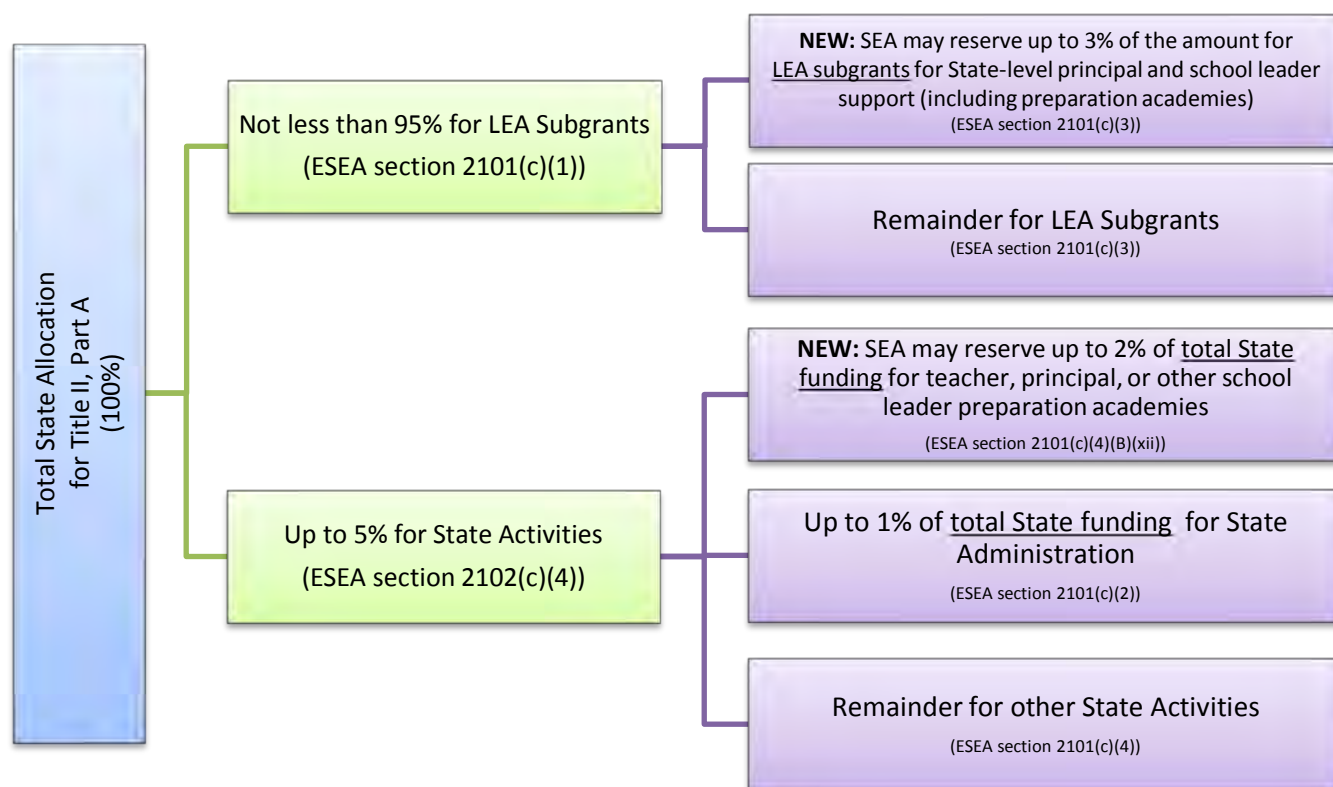 Total State Allocation
for Title II, Part A
(100%)
Not less than 95% for LEA Subgrants
(ESEA section 2101(c)(1))
NEW: SEA may reserve up to 3% of the amount for
LEA subgrants for State-level principal and school leader
support (including preparation academies)
(ESEA section 2101(c)(3))
Remainder for LEA Subgrants
(ESEA section 2101(c)(3))
Up to 5% for State Activities
(ESEA section 2102(c)(4))
NEW: SEA may reserve up to 2% of total State
funding for teacher, principal, or other school
leader preparation academies
(ESEA section 2101(c)(4)(B)(xii))
Up to 1% of total State funding for State
Administration
(ESEA section 2101(c)(2))
Remainder for other State Activities
(ESEA section 2101(c)(4))